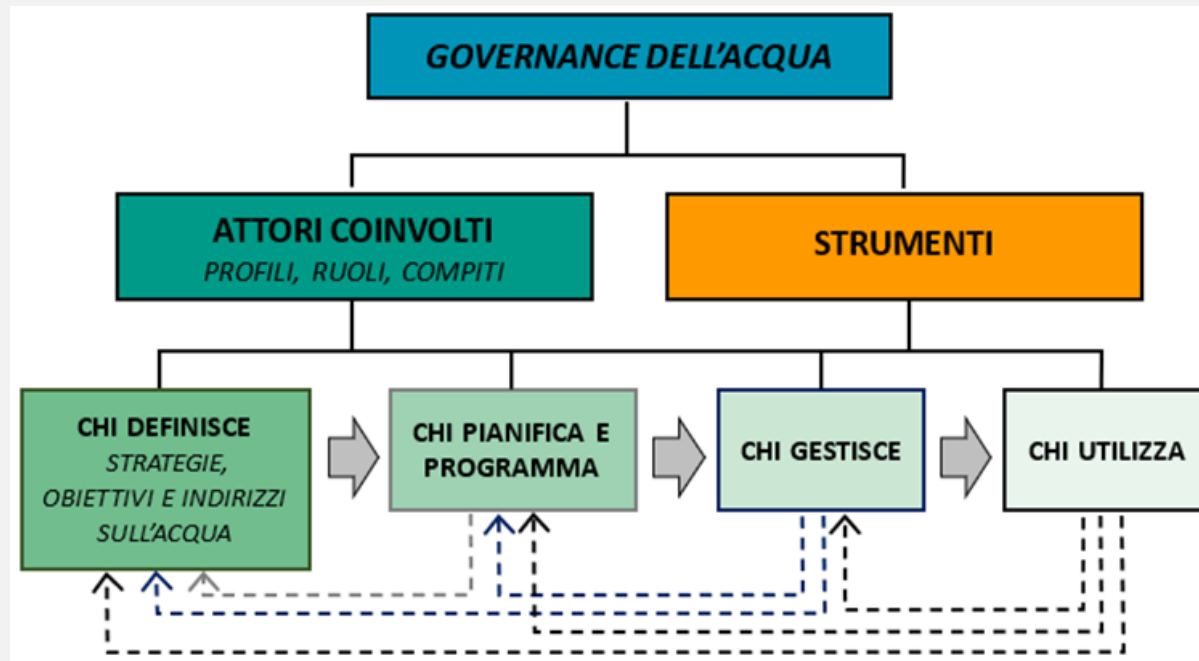 GOVERNANCE DELL'ACQUA
ATTORI COINVOLTI
PROFILI, RUOLI, COMPITI
STRUMENTI
CHI DEFINISCE
STRATEGIE,
OBIETTIVI E INDIRIZZI
SULL'ACQUA
CHI PIANIFICA E
PROGRAMMA
CHI GESTISCE
CHI UTILIZZA